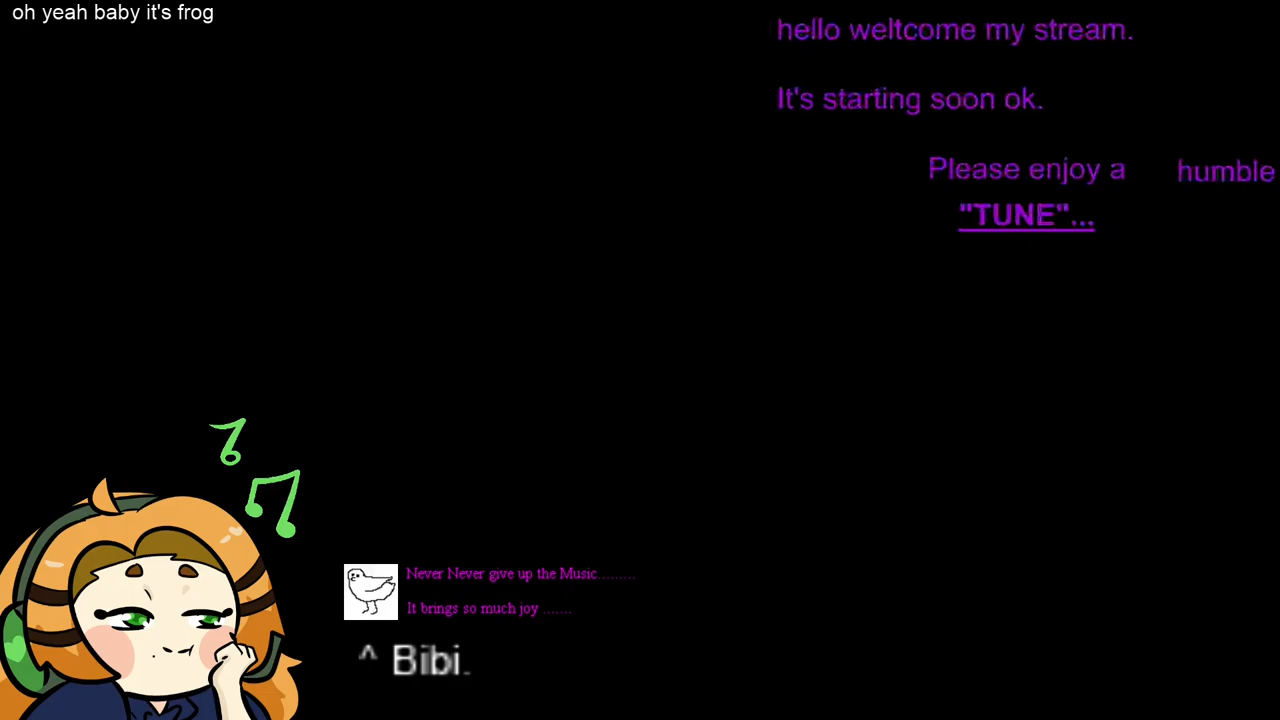 oh yeah baby it's frog
hello weltcome my stream.
It's starting soon ok.
Please enjoy a humble
"TUNE"...
Never Never give up the Music.........
It brings so much joy .......
^ Bibi.